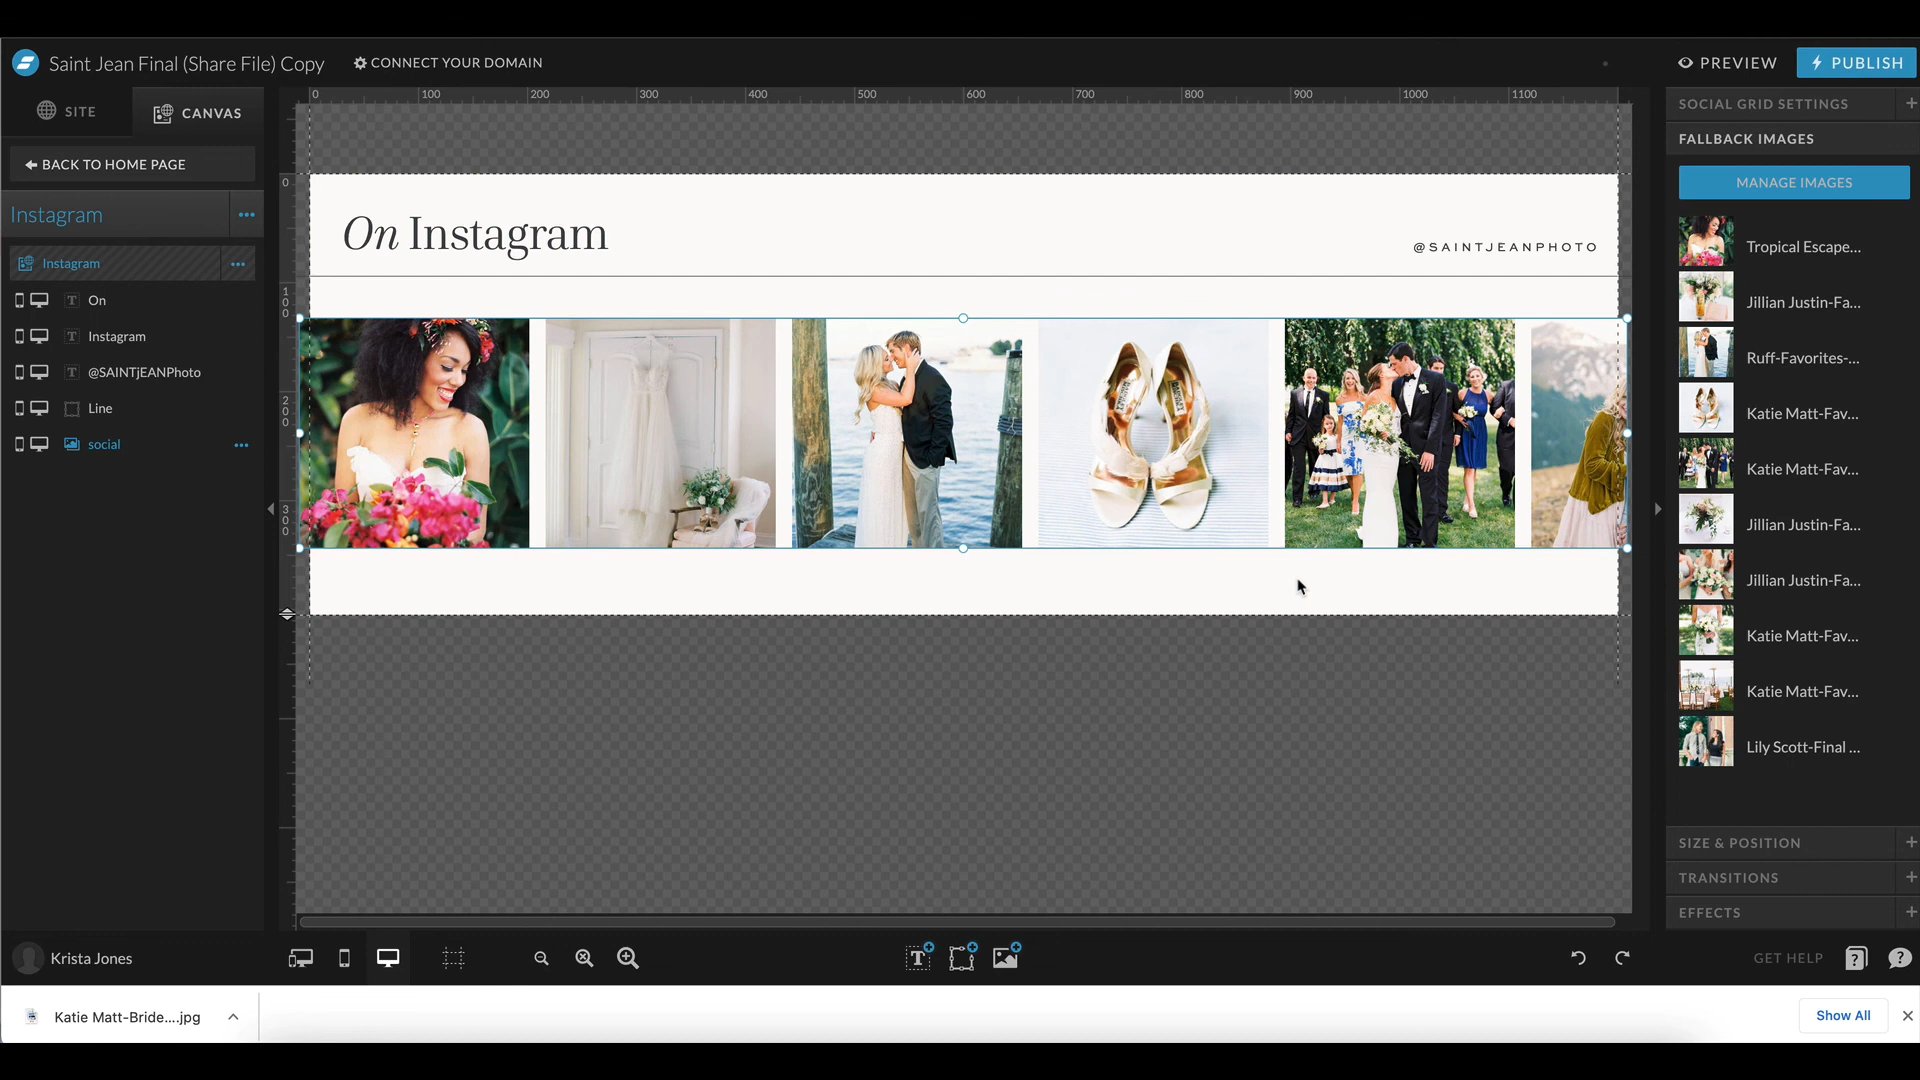 Saint Jean Final (Share File) Copy
CONNECT YOUR DOMAIN
PREVIEW
PUBLISH
SITE
CANVAS
BACK TO HOME PAGE
Instagram
Instagram
On
Instagram
@SAINTjEANPhoto
Line
social
0 100 200 300 400 500 600 700 800 900 1000 1100
0
100
200
300
On Instagram
@SAINTJEANPHOTO
SOCIAL GRID SETTINGS
FALLBACK IMAGES
MANAGE IMAGES
Tropical Escape...
Jillian Justin-Fa...
Ruff-Favorites-...
Katie Matt-Fav...
Katie Matt-Fav...
Jillian Justin-Fa...
Jillian Justin-Fa...
Katie Matt-Fav...
Katie Matt-Fav...
Lily Scott-Final ...
SIZE & POSITION
TRANSITIONS
EFFECTS
Krista Jones
GET HELP
Katie Matt-Bride....jpg
Show All